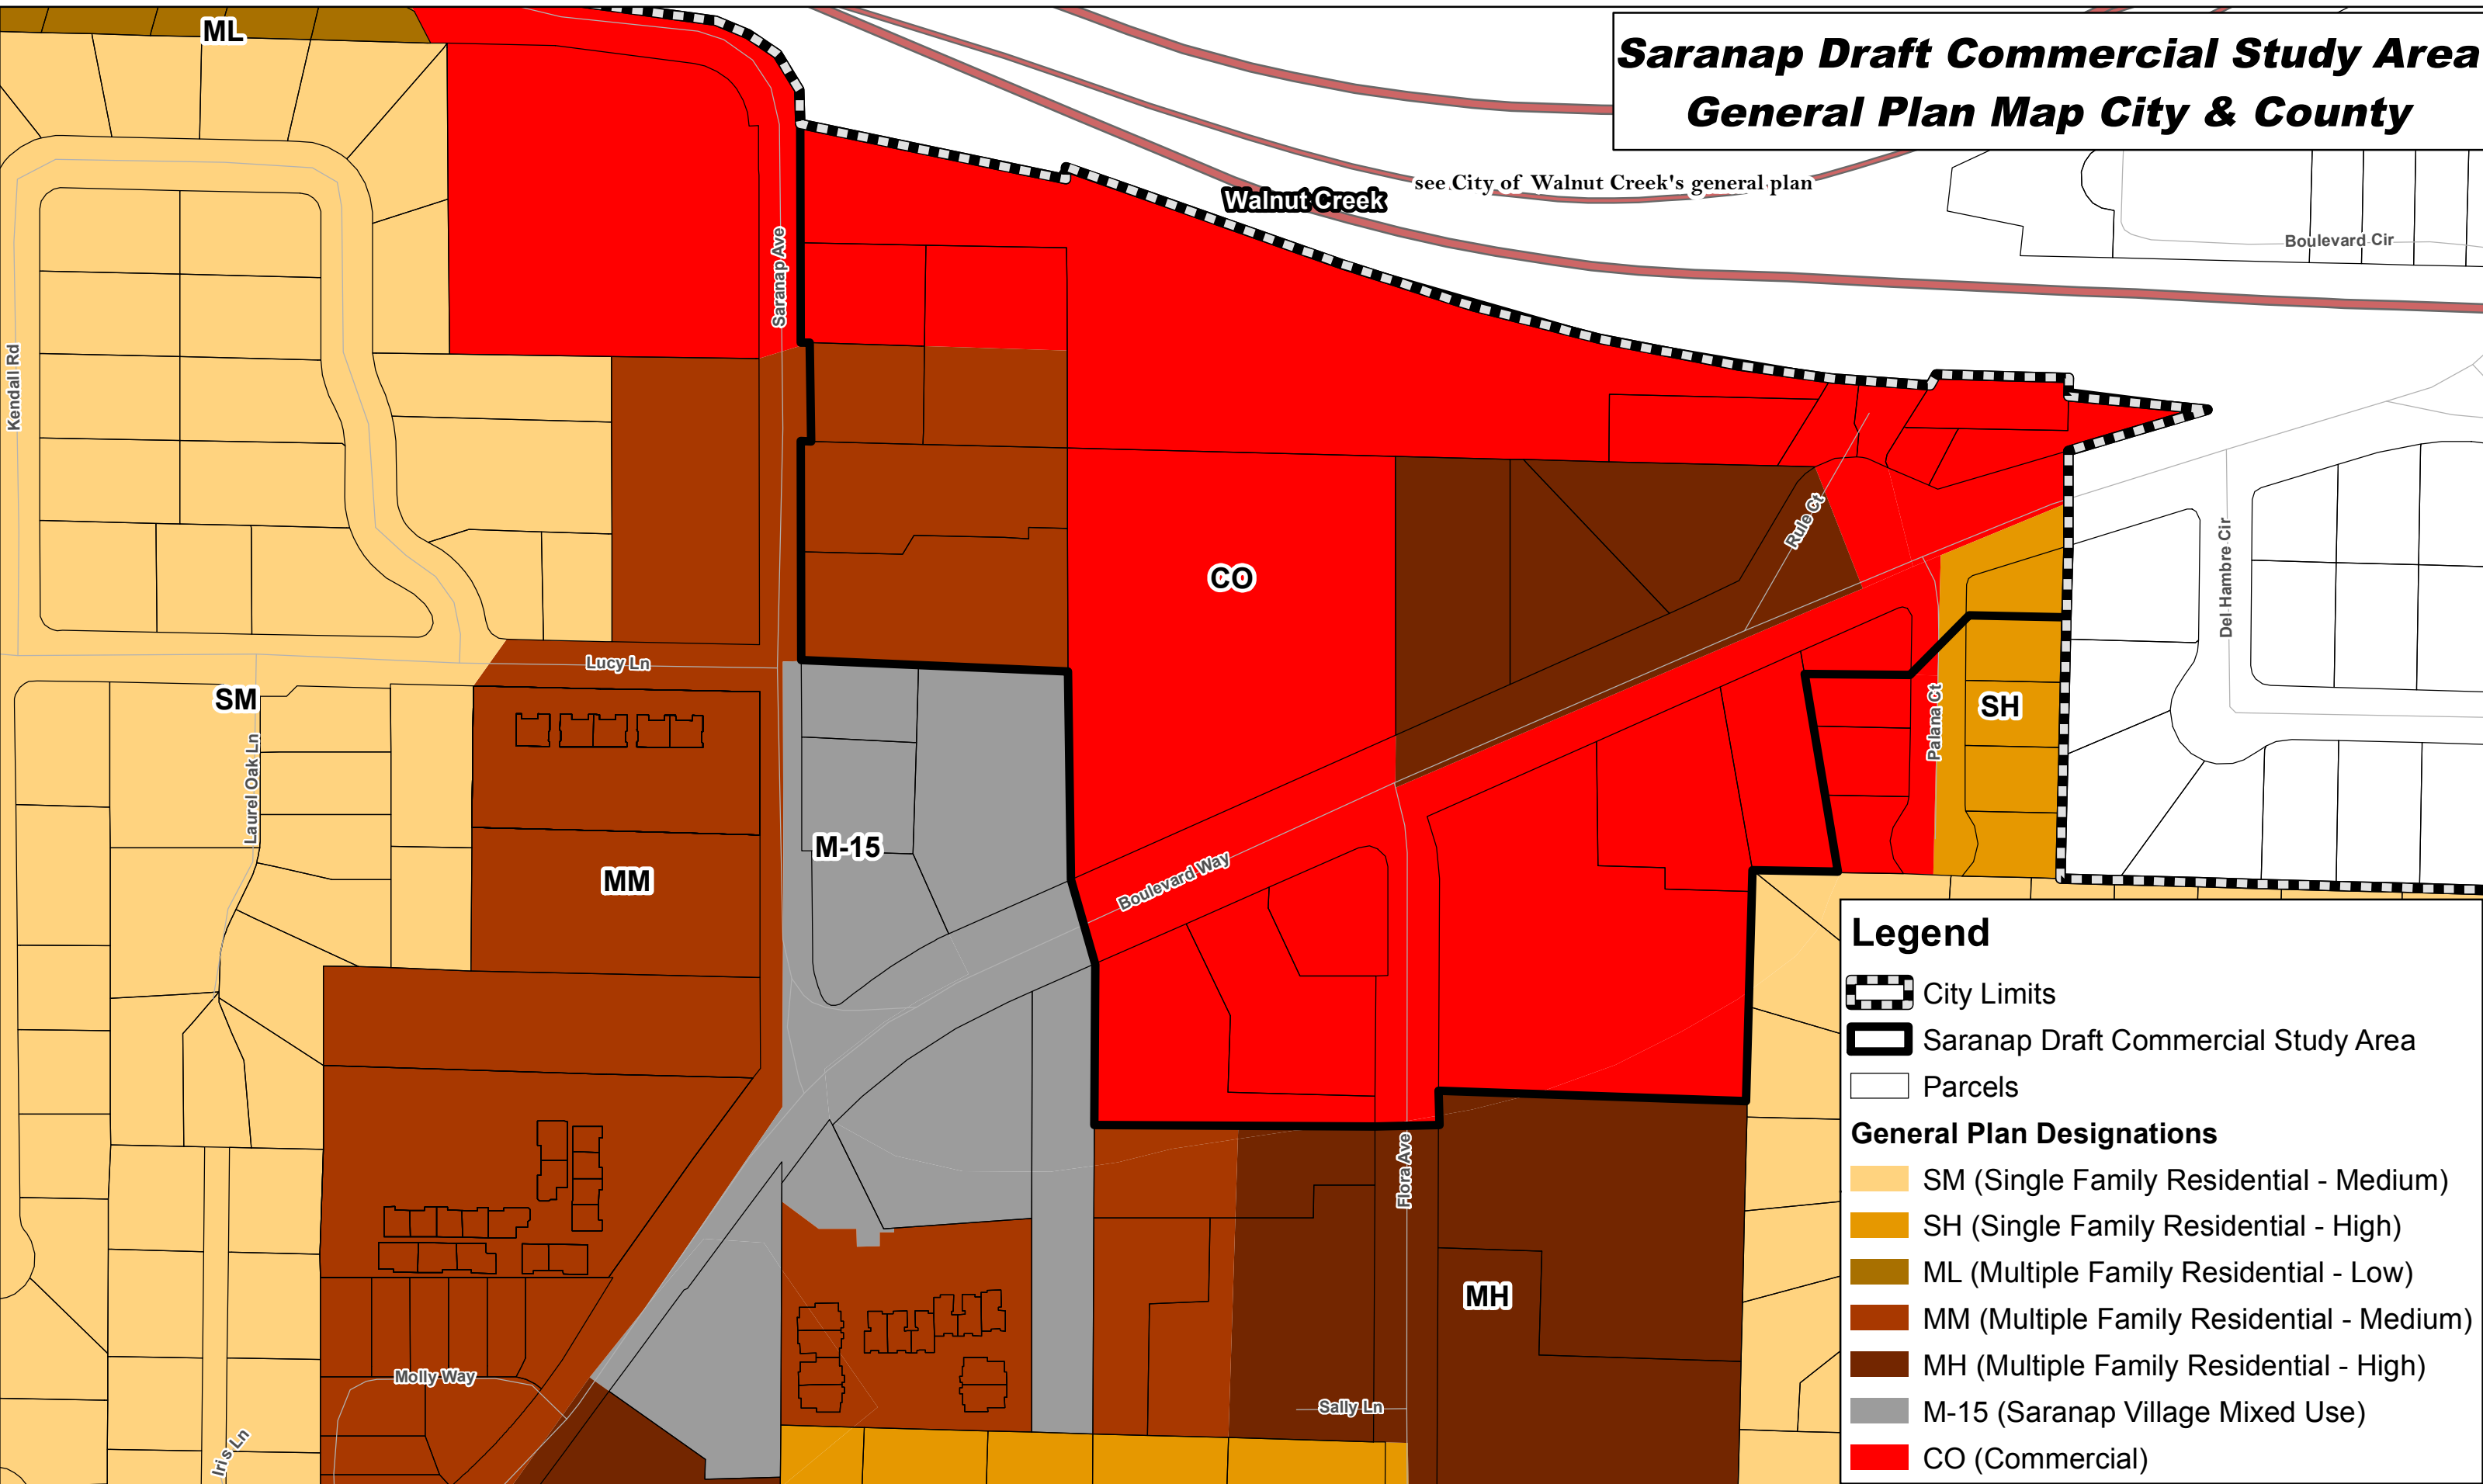 Saranap Draft Commercial Study Area
General Plan Map City & County
ML
see City of Walnut Creek's general plan
Walnut Creek
Boulevard Cir
Saranap Ave
Kendall Rd
Rule Ct
CO
Del Hambre Cir
Lucy Ln
SM
SH
Palana Ct
Laurel Oak Ln
M-15
MM
Boulevard Way
Flora Ave
MH
Molly Way
Sally Ln
Iris Ln
Legend
City Limits
Saranap Draft Commercial Study Area
Parcels
General Plan Designations
SM (Single Family Residential - Medium)
SH (Single Family Residential - High)
ML (Multiple Family Residential - Low)
MM (Multiple Family Residential - Medium)
MH (Multiple Family Residential - High)
M-15 (Saranap Village Mixed Use)
CO (Commercial)